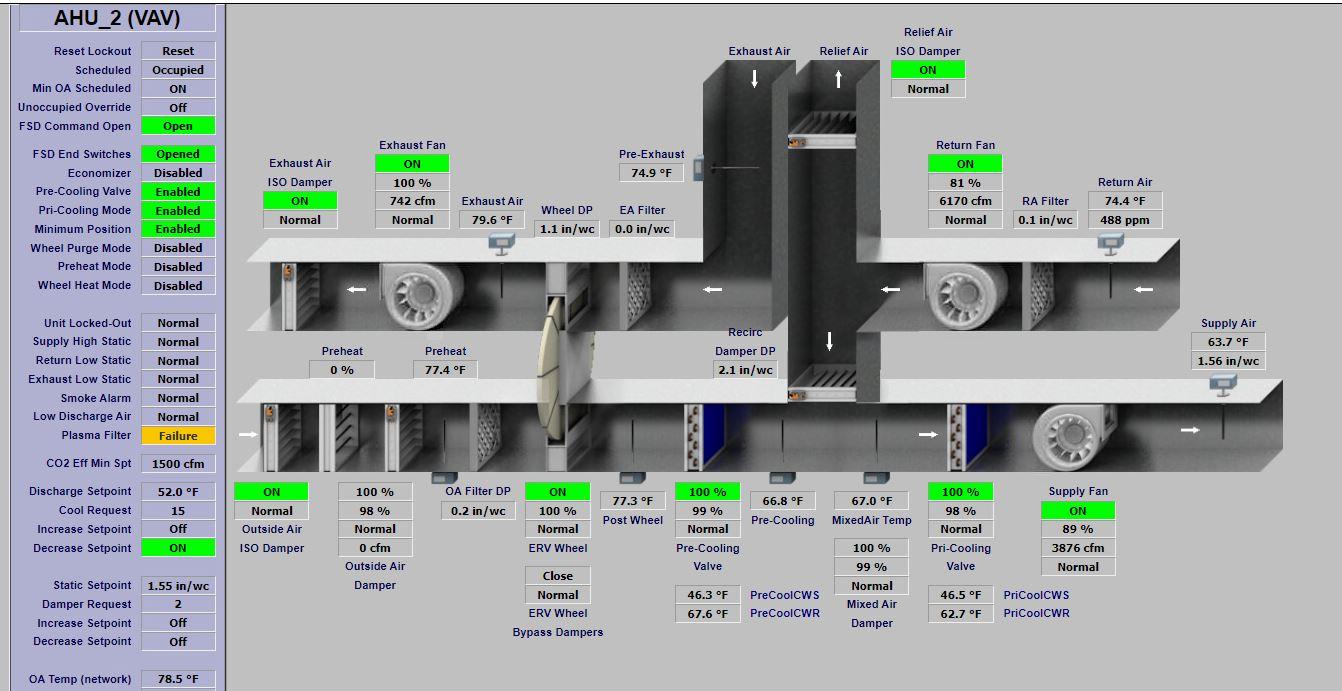 AHU_2 (VAV)
Reset Lockout Reset
Scheduled Occupied
Min OA Scheduled ON
Unoccupied Override Off
FSD Command Open Open
FSD End Switches Opened
Economizer Disabled
Pre-Cooling Valve Enabled
Pri-Cooling Mode Enabled
Minimum Position Enabled
Wheel Purge Mode Disabled
Preheat Mode Disabled
Wheel Heat Mode Disabled
Unit Locked-Out Normal
Supply High Static Normal
Return Low Static Normal
Exhaust Low Static Normal
Smoke Alarm Normal
Low Discharge Air Normal
Plasma Filter Failure
CO2 Eff Min Spt 1500 cfm
Discharge Setpoint 52.0 °F
Cool Request 15
Increase Setpoint Off
Decrease Setpoint ON
Static Setpoint 1.55 in/wc
Damper Request 2
Increase Setpoint Off
Decrease Setpoint Off
OA Temp (network) 78.5 °F
Exhaust Air
Relief Air
Relief Air
ISO Damper
ON
Normal
Exhaust Air
ISO Damper
ON
Normal
Exhaust Fan
ON
100 %
742 cfm
Normal
Exhaust Air
79.6 °F
Wheel DP
1.1 in/wc
EA Filter
0.0 in/wc
Pre-Exhaust
74.9 °F
Return Fan
ON
81 %
6170 cfm
Normal
RA Filter
0.1 in/wc
Return Air
74.4 °F
488 ppm
Preheat
0 %
Preheat
77.4 °F
Recirc
Damper DP
2.1 in/wc
Supply Air
63.7 °F
1.56 in/wc
ON
Normal
Outside Air
ISO Damper
100 %
98 %
Normal
0 cfm
Outside Air
Damper
OA Filter DP
0.2 in/wc
ON
100 %
Normal
ERV Wheel
Close
Normal
ERV Wheel
Bypass Dampers
77.3 °F
Post Wheel
100 %
99 %
Normal
Pre-Cooling
Valve
46.3 °F PreCoolCWS
67.6 °F PreCoolCWR
66.8 °F
Pre-Cooling
67.0 °F
MixedAir Temp
100 %
99 %
Normal
Mixed Air
Damper
100 %
98 %
Normal
Pri-Cooling
Valve
46.5 °F PriCoolCWS
62.7 °F PriCoolCWR
Supply Fan
ON
89 %
3876 cfm
Normal